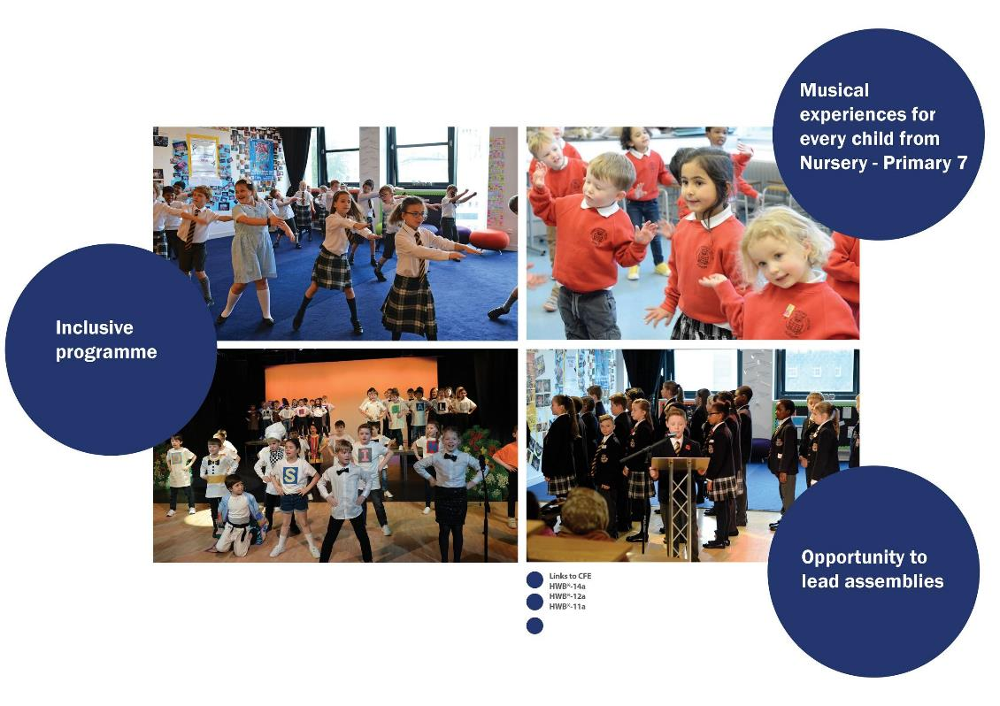 Musical
experiences for
every child from
Nursery - Primary 7
Inclusive
programme
S
I
A
L
Opportunity to
lead assemblies
Links to CFE
HWB*-14a
HWB*-12a
HWB*-11a